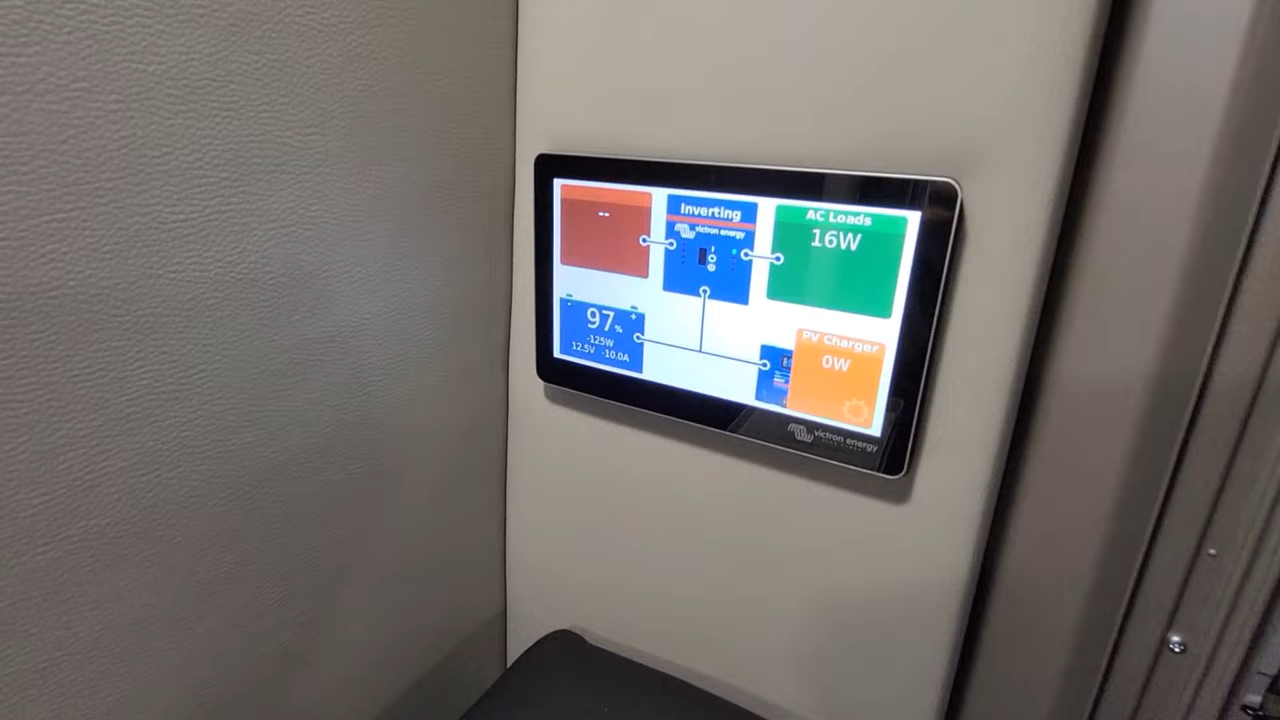 --
Inverting
victron energy
AC Loads
16W
97%
-125W
12.5V -10.0A
PV Charger
0W
victron energy